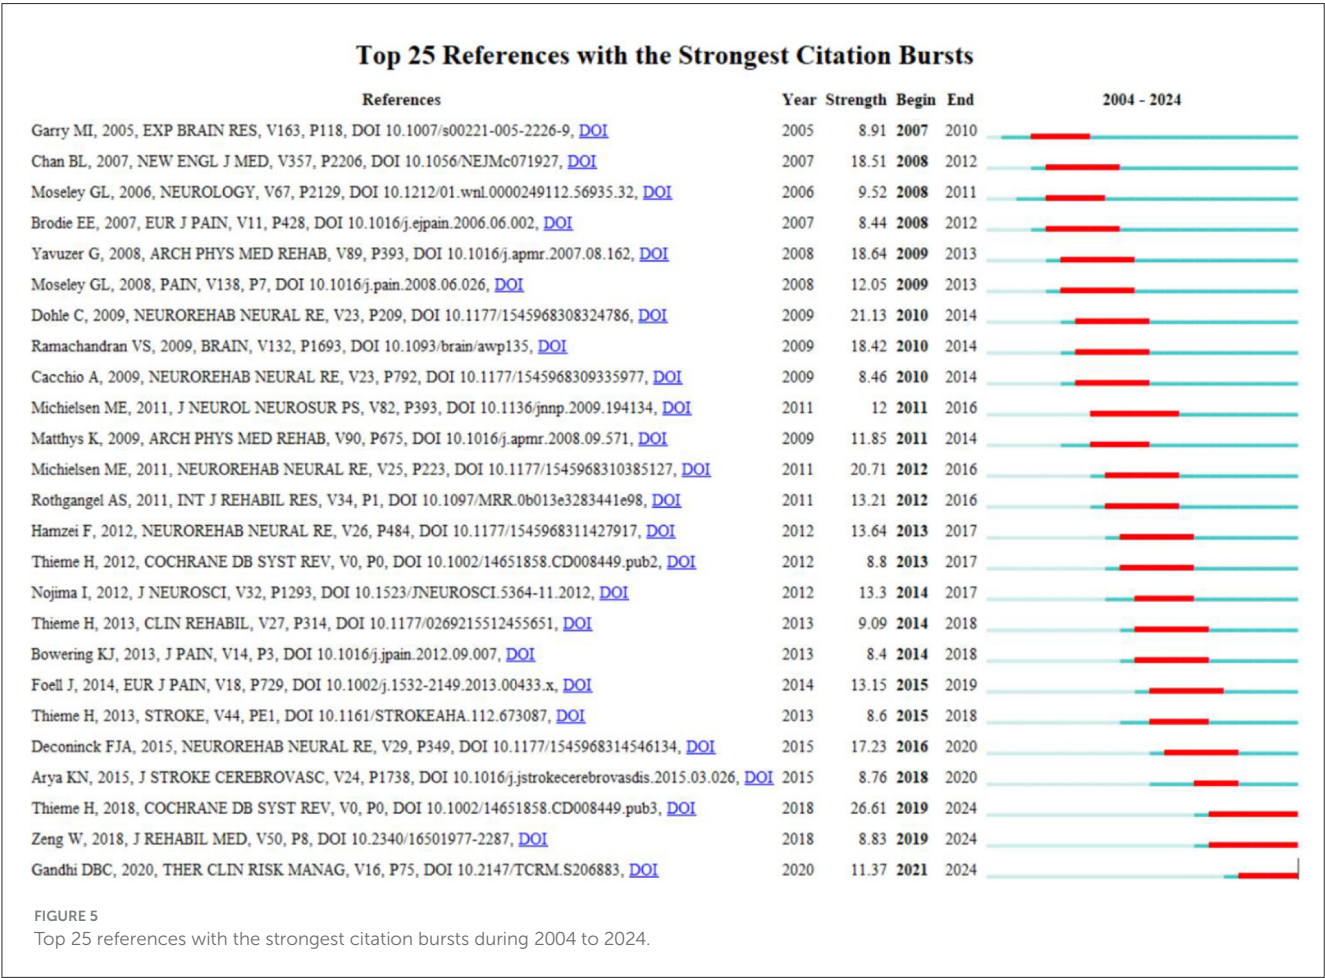 Top 25 References with the Strongest Citation Bursts
References Year Strength Begin End 2004 - 2024
Garry MI, 2005, EXP BRAIN RES, V163, P118, DOI 10.1007/s00221-005-2226-9, DOI 2005 8.91 2007 2010
Chan BL, 2007, NEW ENGL J MED, V357, P2206, DOI 10.1056/NEJMc071927, DOI 2007 18.51 2008 2012
Moseley GL, 2006, NEUROLOGY, V67, P2129, DOI 10.1212/01.wnl.0000249112.56935.32, DOI 2006 9.52 2008 2011
Brodie EE, 2007, EUR J PAIN, V11, P428, DOI 10.1016/j.ejpain.2006.06.002, DOI 2007 8.44 2008 2012
Yavuzer G, 2008, ARCH PHYS MED REHAB, V89, P393, DOI 10.1016/j.apmr.2007.08.162, DOI 2008 18.64 2009 2013
Moseley GL, 2008, PAIN, V138, P7, DOI 10.1016/j.pain.2008.06.026, DOI 2008 12.05 2009 2013
Dohle C, 2009, NEUROREHAB NEURAL RE, V23, P209, DOI 10.1177/1545968308324786, DOI 2009 21.13 2010 2014
Ramachandran VS, 2009, BRAIN, V132, P1693, DOI 10.1093/brain/awp135, DOI 2009 18.42 2010 2014
Cacchio A, 2009, NEUROREHAB NEURAL RE, V23, P792, DOI 10.1177/1545968309335977, DOI 2009 8.46 2010 2014
Michielsen ME, 2011, J NEUROL NEUROSUR PS, V82, P393, DOI 10.1136/jnnp.2009.194134, DOI 2011 12 2011 2016
Matthys K, 2009, ARCH PHYS MED REHAB, V90, P675, DOI 10.1016/j.apmr.2008.09.571, DOI 2009 11.85 2011 2014
Michielsen ME, 2011, NEUROREHAB NEURAL RE, V25, P223, DOI 10.1177/1545968310385127, DOI 2011 20.71 2012 2016
Rothgangel AS, 2011, INT J REHABIL RES, V34, P1, DOI 10.1097/MRR.0b013e3283441e98, DOI 2011 13.21 2012 2016
Hamzei F, 2012, NEUROREHAB NEURAL RE, V26, P484, DOI 10.1177/1545968311427917, DOI 2012 13.64 2013 2017
Thieme H, 2012, COCHRANE DB SYST REV, V0, P0, DOI 10.1002/14651858.CD008449.pub2, DOI 2012 8.8 2013 2017
Nojima I, 2012, J NEUROSCI, V32, P1293, DOI 10.1523/JNEUROSCI.5364-11.2012, DOI 2012 13.3 2014 2017
Thieme H, 2013, CLIN REHABIL, V27, P314, DOI 10.1177/0269215512455651, DOI 2013 9.09 2014 2018
Bowering KJ, 2013, J PAIN, V14, P3, DOI 10.1016/j.jpain.2012.09.007, DOI 2013 8.4 2014 2018
Foell J, 2014, EUR J PAIN, V18, P729, DOI 10.1002/j.1532-2149.2013.00433.x, DOI 2014 13.15 2015 2019
Thieme H, 2013, STROKE, V44, PE1, DOI 10.1161/STROKEAHA.112.673087, DOI 2013 8.6 2015 2018
Deconinck FJA, 2015, NEUROREHAB NEURAL RE, V29, P349, DOI 10.1177/1545968314546134, DOI 2015 17.23 2016 2020
Arya KN, 2015, J STROKE CEREBROVASC, V24, P1738, DOI 10.1016/j.jstrokecerebrovasdis.2015.03.026, DOI 2015 8.76 2018 2020
Thieme H, 2018, COCHRANE DB SYST REV, V0, P0, DOI 10.1002/14651858.CD008449.pub3, DOI 2018 26.61 2019 2024
Zeng W, 2018, J REHABIL MED, V50, P8, DOI 10.2340/16501977-2287, DOI 2018 8.83 2019 2024
Gandhi DBC, 2020, THER CLIN RISK MANAG, V16, P75, DOI 10.2147/TCRM.S206883, DOI 2020 11.37 2021 2024
FIGURE 5
Top 25 references with the strongest citation bursts during 2004 to 2024.